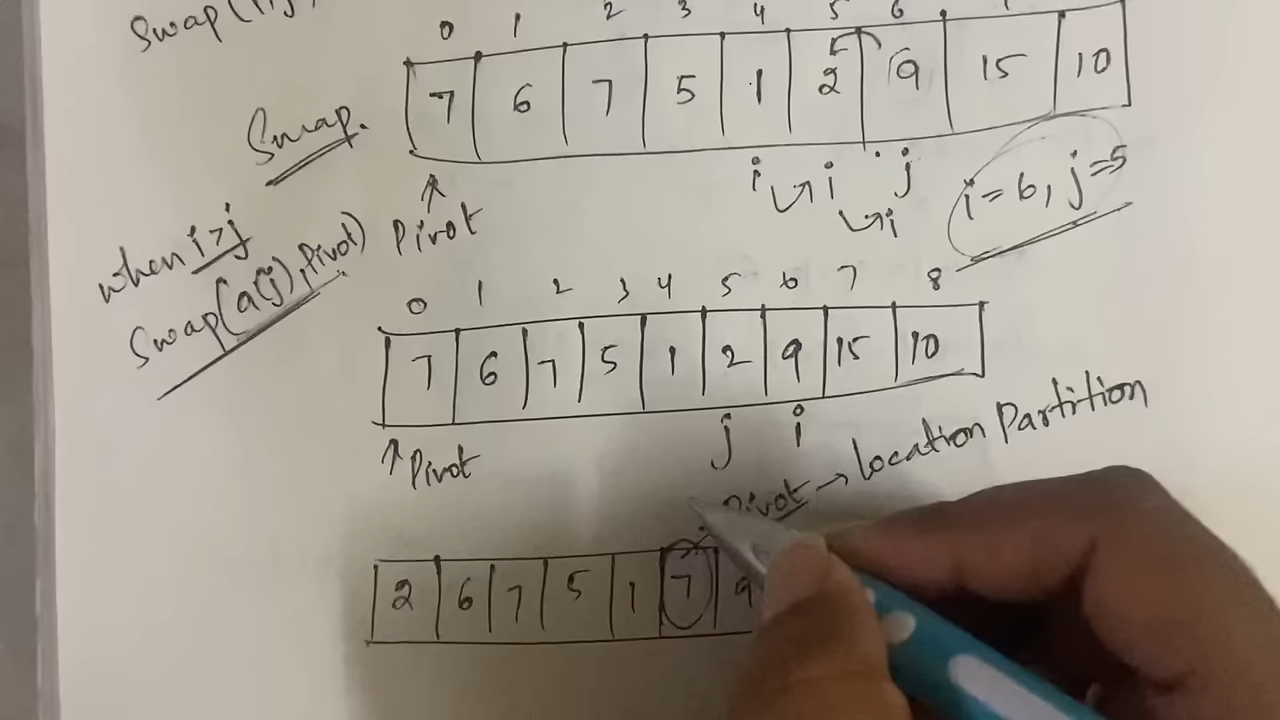 Swap(i,j)
0 1 2 3 4 5 6
7 6 7 5 1 2 9 15 10
Swap.
i i j
i
i=6, j=5
Pivot
when i>j
Swap(a(j), Pivot)
0 1 2 3 4 5 6 7 8
7 6 7 5 1 2 9 15 10
j i
Pivot
Pivot → Location Partition
2 6 7 5 1 7 9